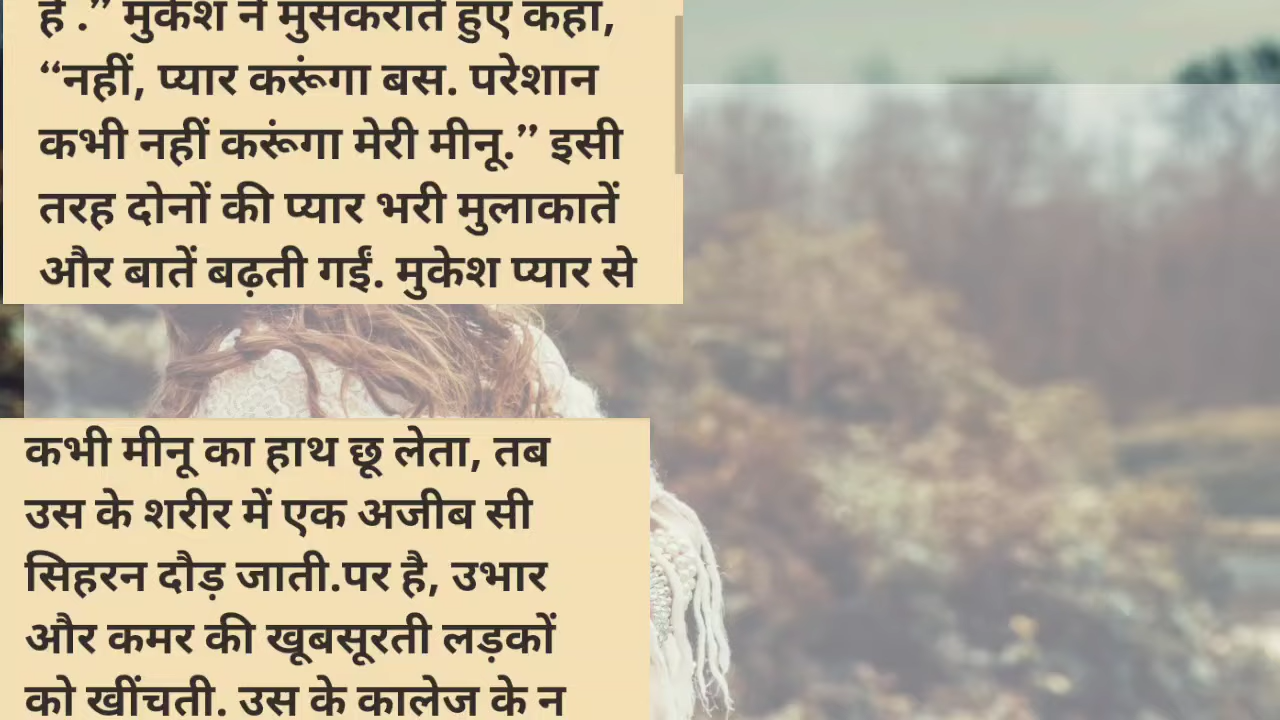 है .” मुकेश ने मुसकराते हुए कहा,
“नहीं, प्यार करूंगा बस. परेशान
कभी नहीं करूंगा मेरी मीनू.” इसी
तरह दोनों की प्यार भरी मुलाकातें
और बातें बढ़ती गईं. मुकेश प्यार से
कभी मीनू का हाथ छू लेता, तब
उस के शरीर में एक अजीब सी
सिहरन दौड़ जाती.पर है, उभार
और कमर की खूबसूरती लड़कों
को खींचती. उस के कालेज के न